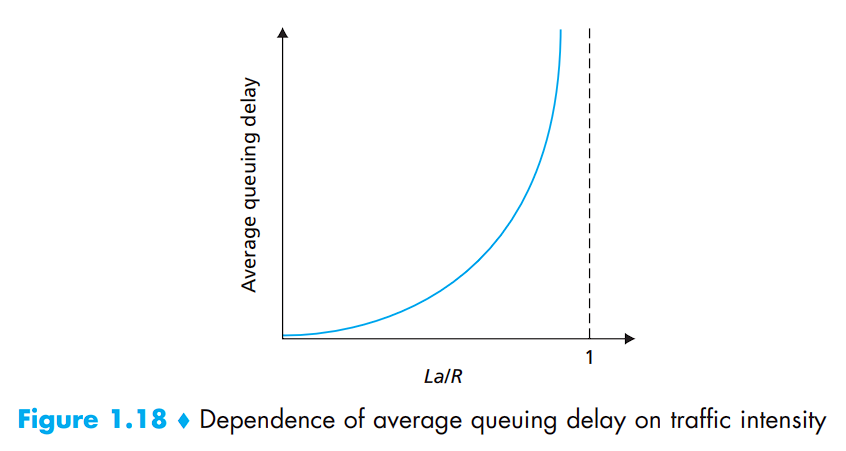 Average queuing delay
1
La/R
Figure 1.18 ♦ Dependence of average queuing delay on traffic intensity